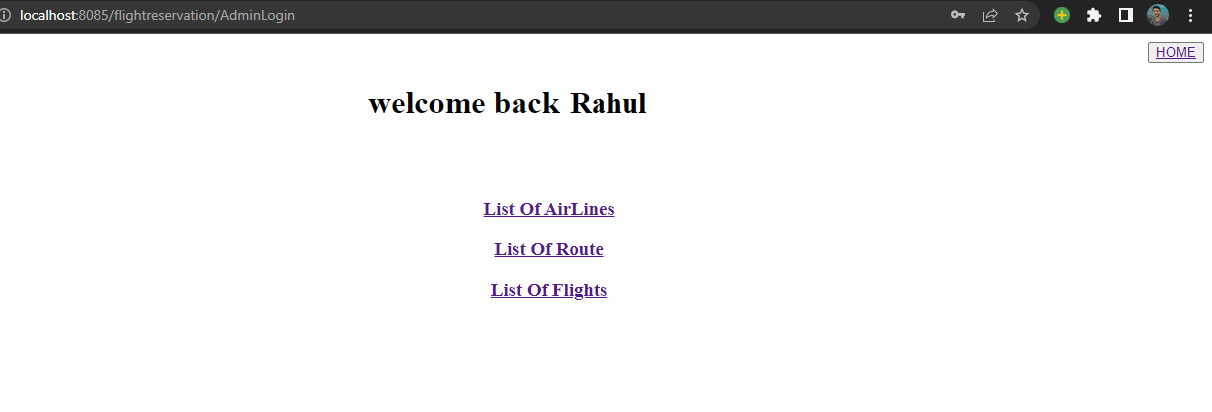 localhost:8085/flightreservation/AdminLogin
HOME
welcome back Rahul
List Of AirLines
List Of Route
List Of Flights